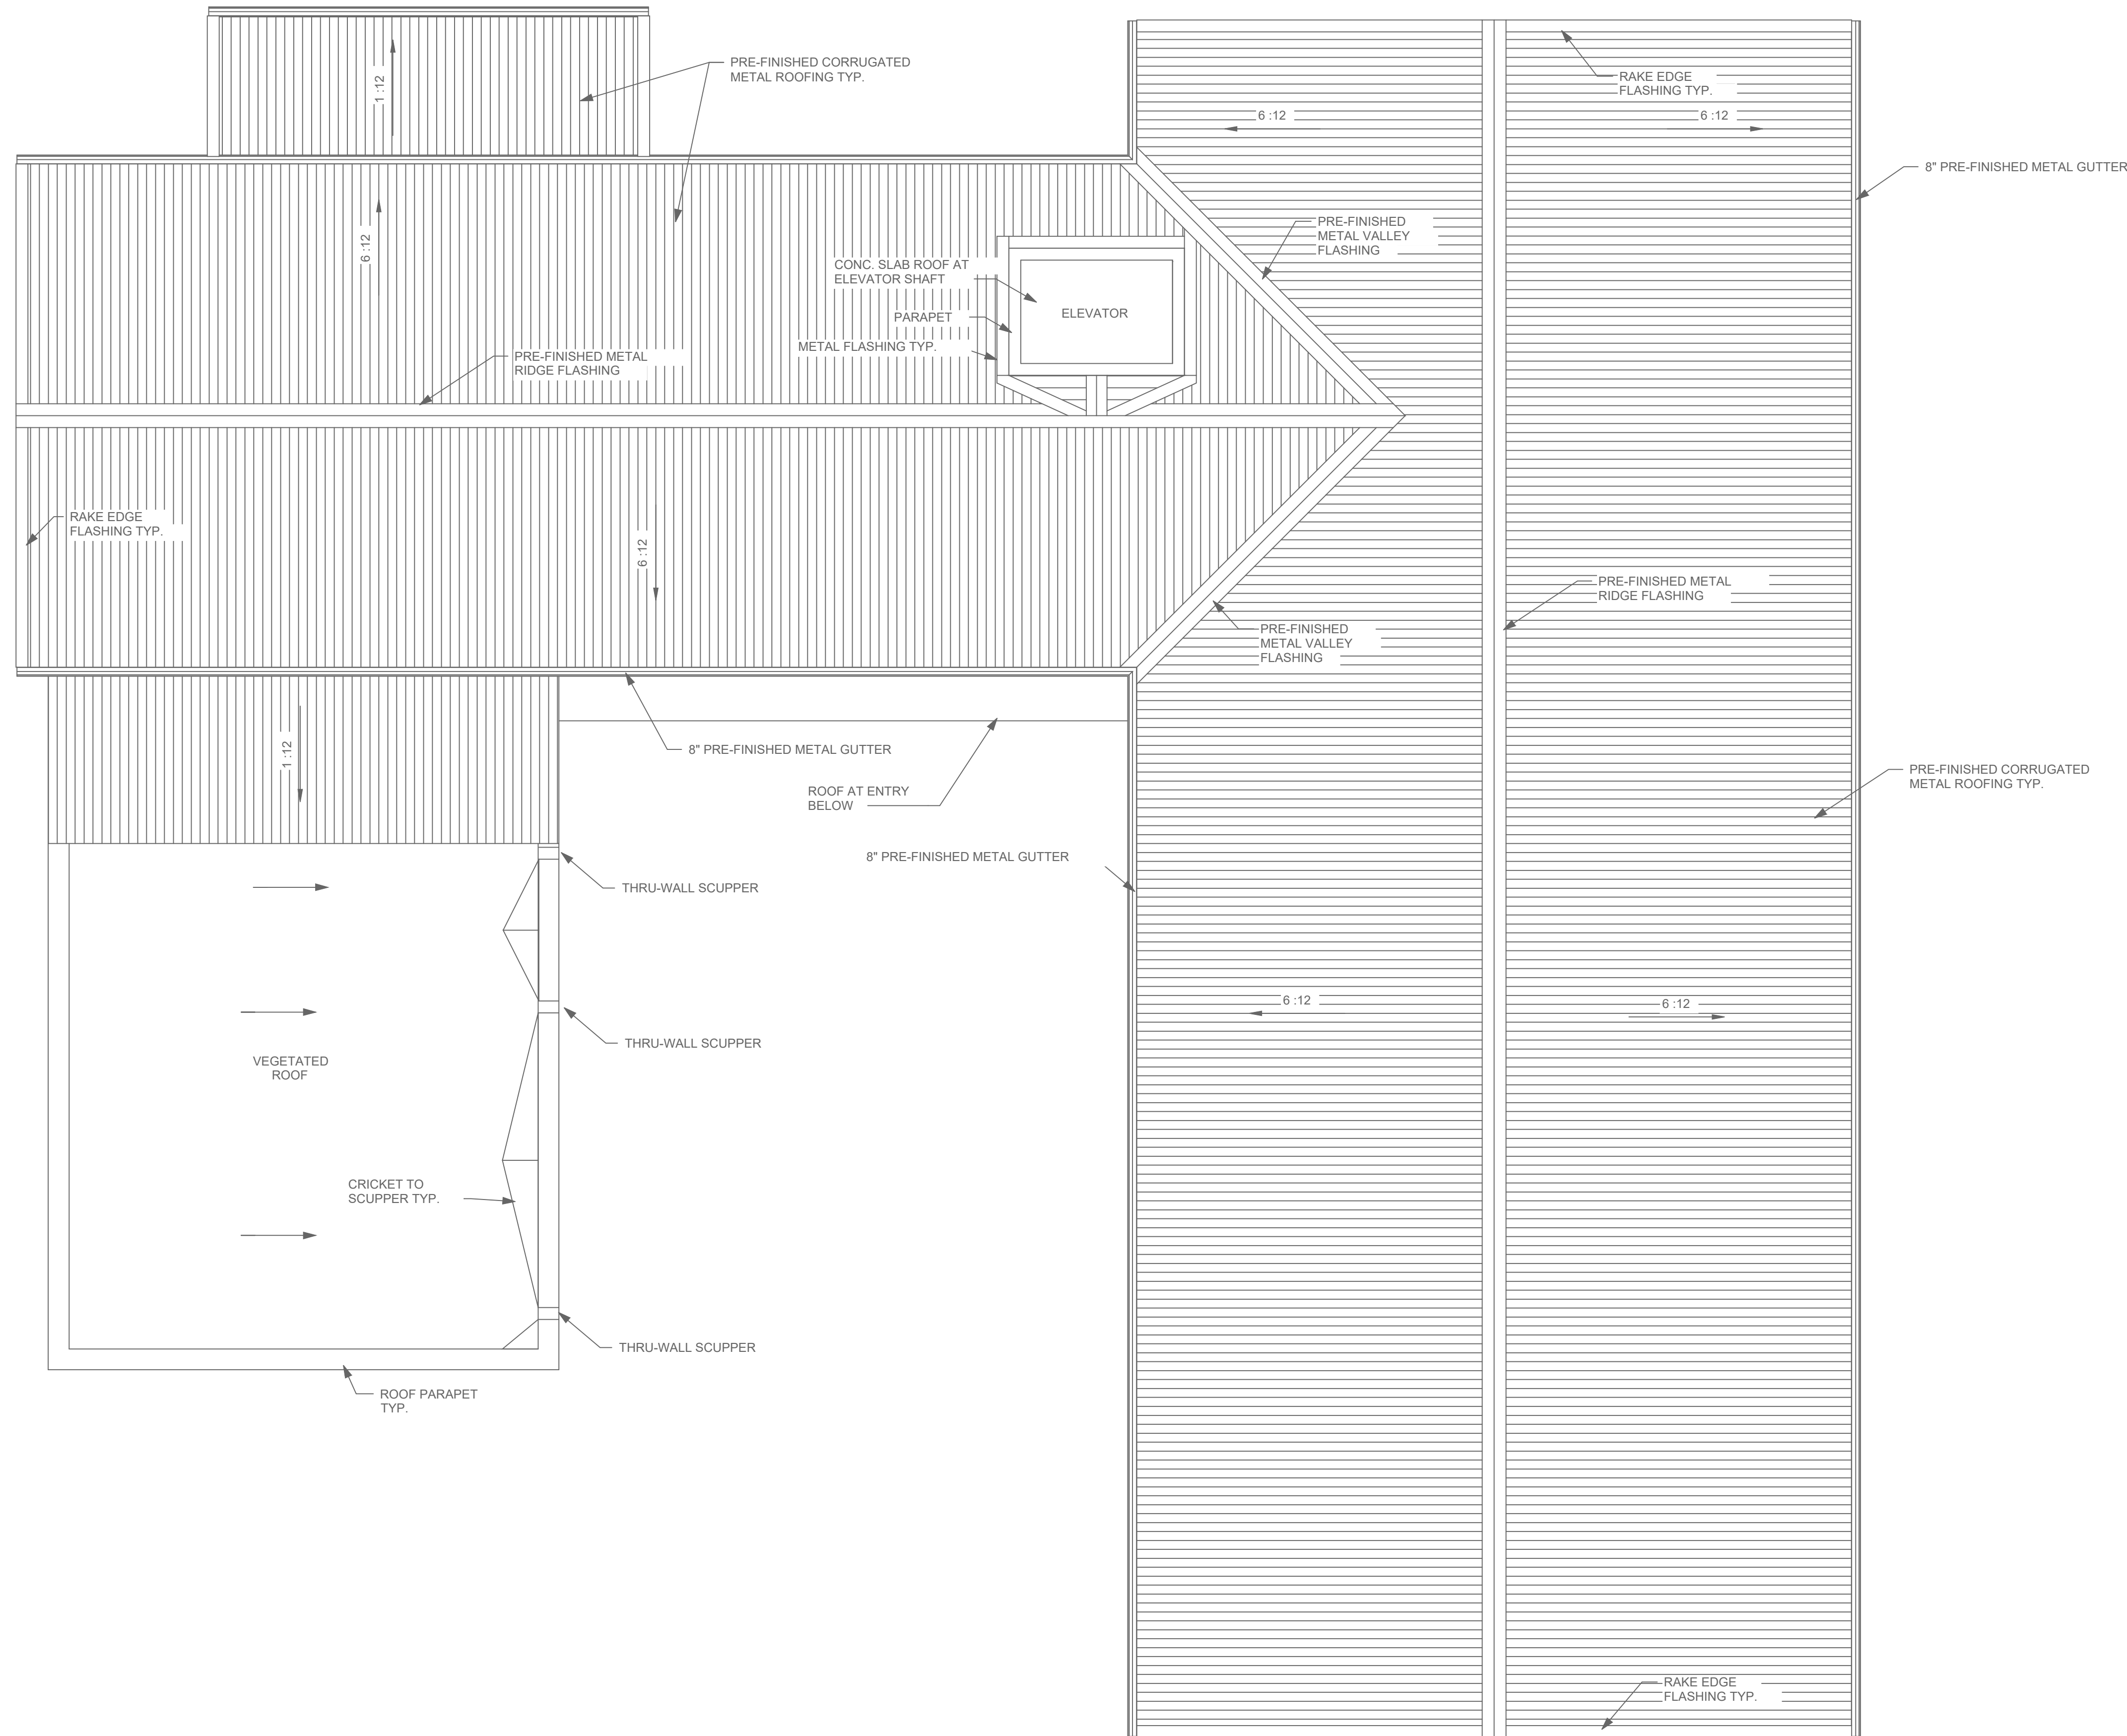 PRE-FINISHED CORRUGATED
METAL ROOFING TYP.
RAKE EDGE
FLASHING TYP.
1 :12
6 :12
6 :12
8" PRE-FINISHED METAL GUTTER
PRE-FINISHED
METAL VALLEY
FLASHING
6 :12
CONC. SLAB ROOF AT
ELEVATOR SHAFT
ELEVATOR
PARAPET
METAL FLASHING TYP.
PRE-FINISHED METAL
RIDGE FLASHING
RAKE EDGE
FLASHING TYP.
6 :12
PRE-FINISHED METAL
RIDGE FLASHING
PRE-FINISHED
METAL VALLEY
FLASHING
1 :12
8" PRE-FINISHED METAL GUTTER
ROOF AT ENTRY
BELOW
PRE-FINISHED CORRUGATED
METAL ROOFING TYP.
8" PRE-FINISHED METAL GUTTER
THRU-WALL SCUPPER
6 :12
6 :12
THRU-WALL SCUPPER
VEGETATED
ROOF
CRICKET TO
SCUPPER TYP.
THRU-WALL SCUPPER
ROOF PARAPET
TYP.
RAKE EDGE
FLASHING TYP.